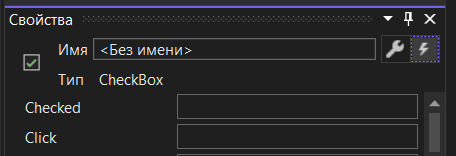 Свойства
Имя <Без имени>
Тип CheckBox
Checked
Click